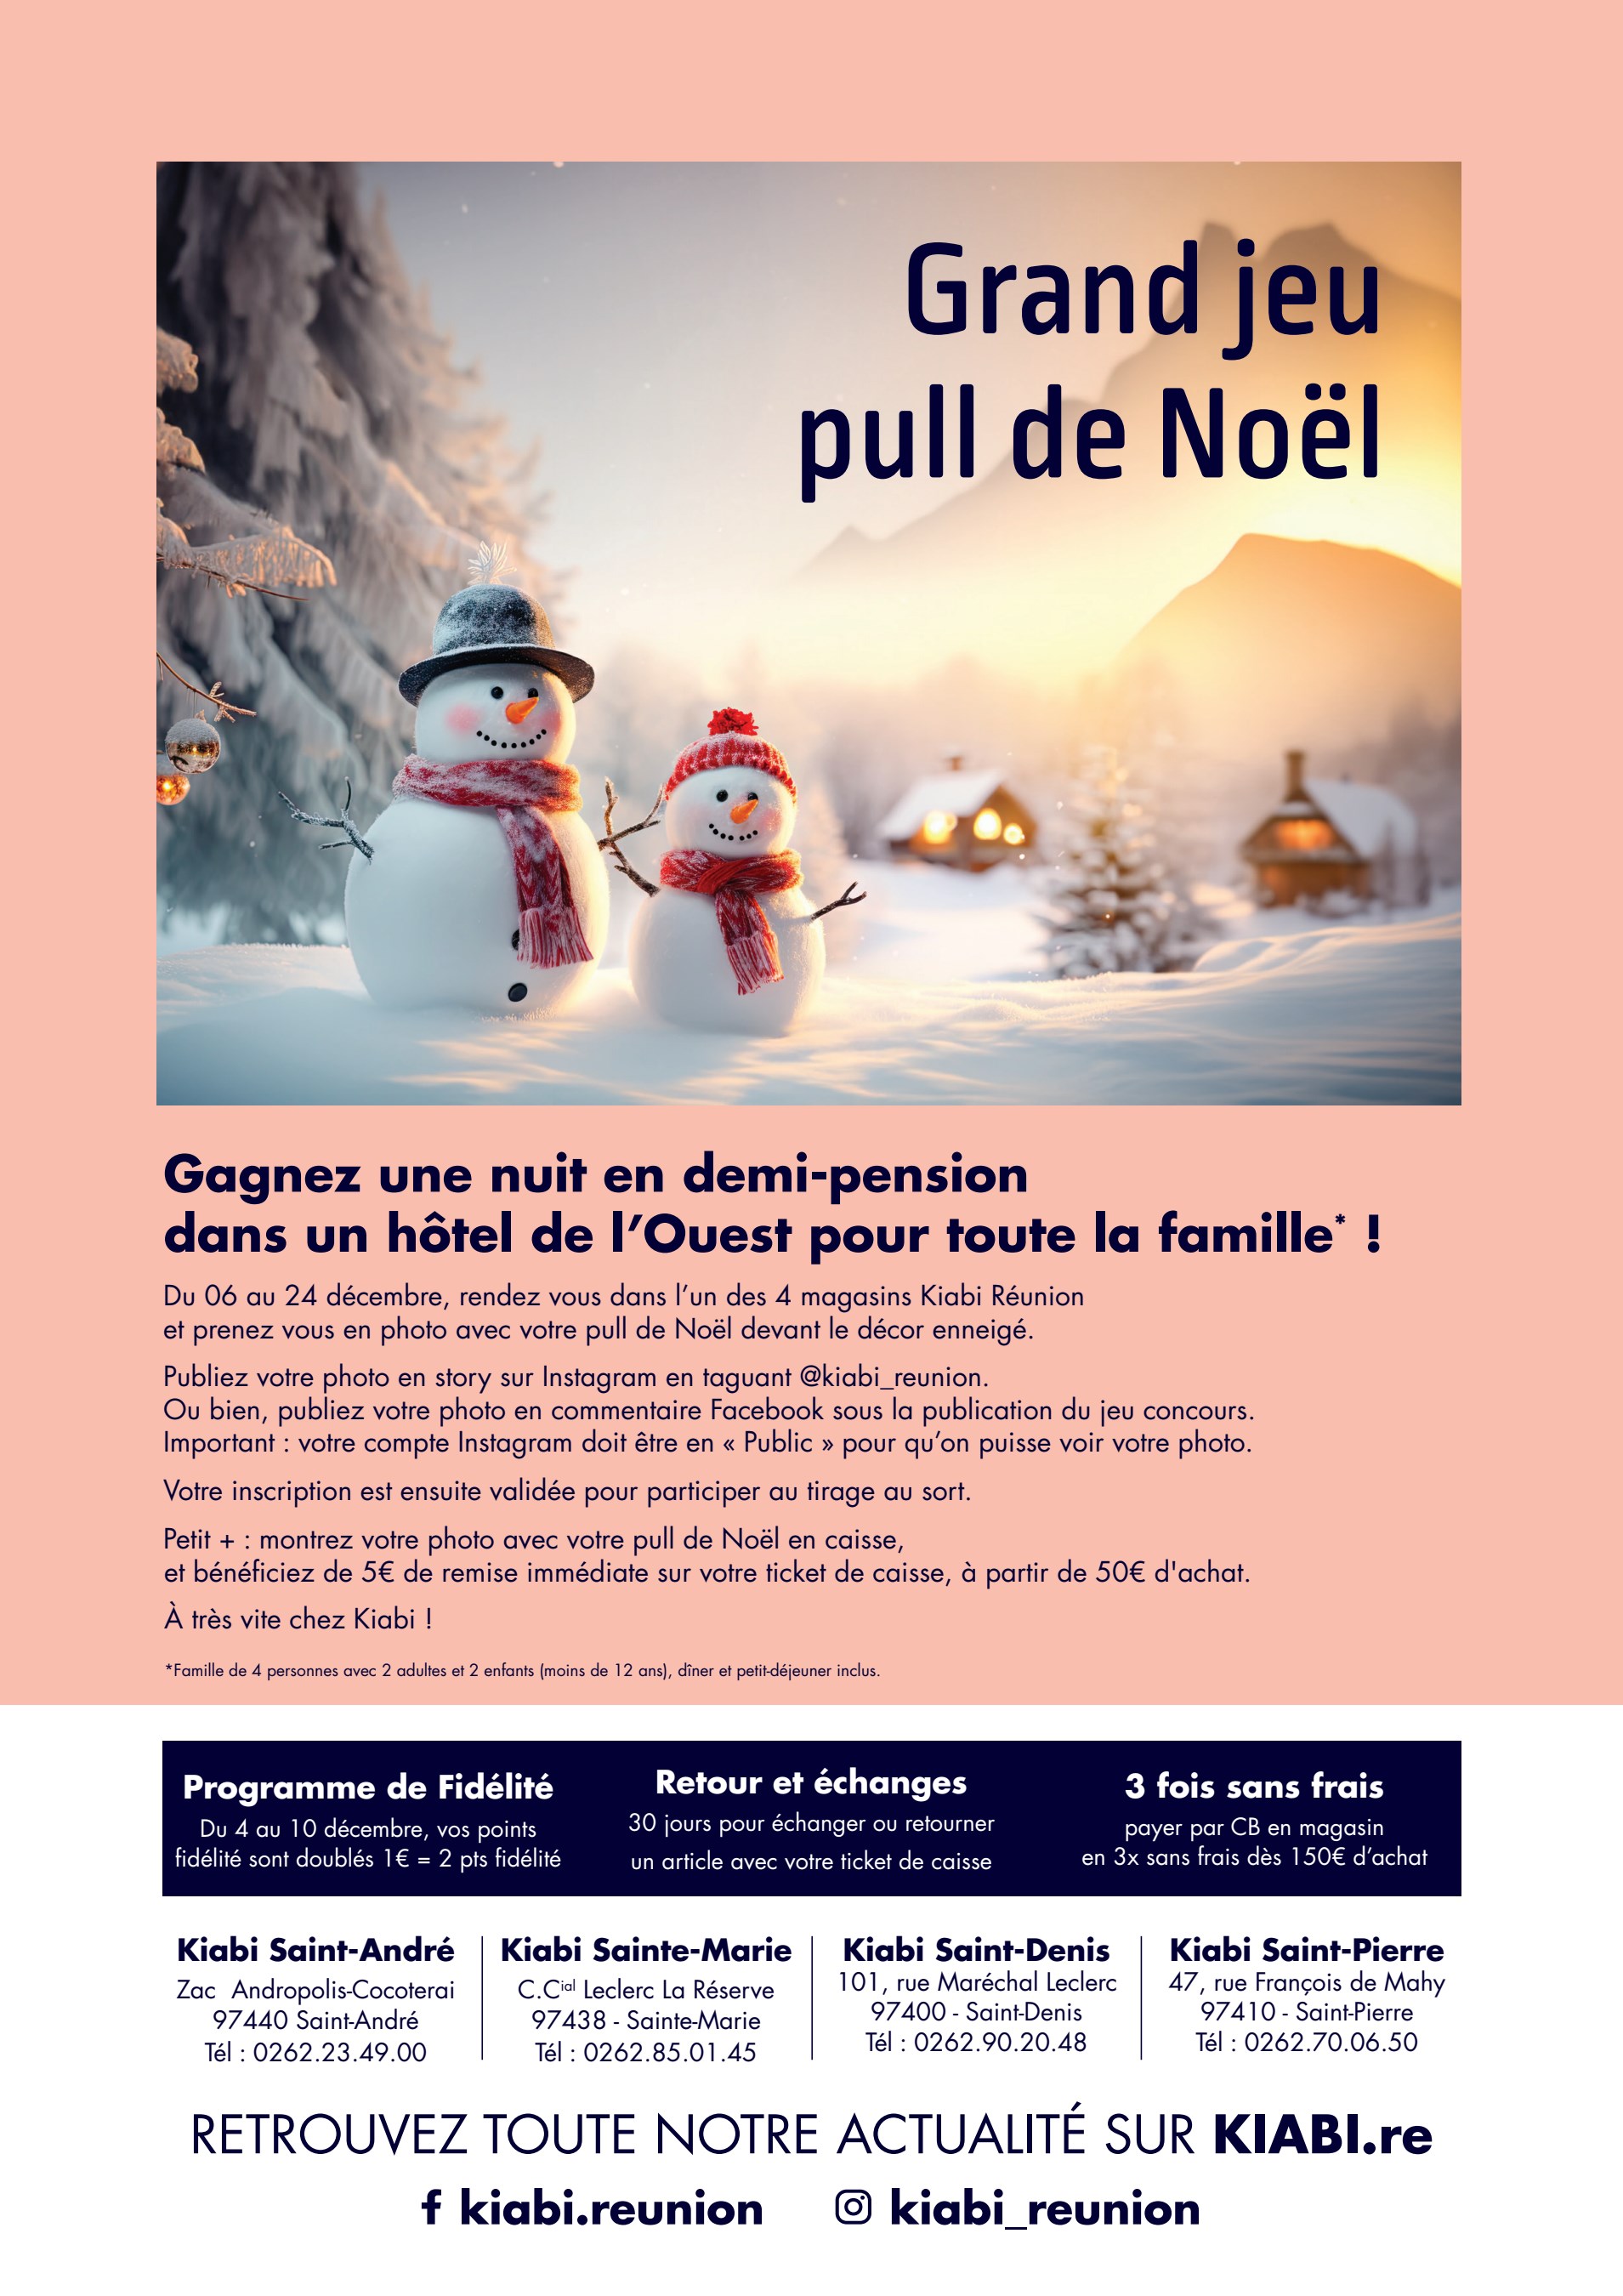 Grand jeu
pull de Noël
Gagnez une nuit en demi-pension
dans un hôtel de l’Ouest pour toute la famille* !
Du 06 au 24 décembre, rendez vous dans l’un des 4 magasins Kiabi Réunion
et prenez vous en photo avec votre pull de Noël devant le décor enneigé.
Publiez votre photo en story sur Instagram en taguant @kiabi_reunion.
Ou bien, publiez votre photo en commentaire Facebook sous la publication du jeu concours.
Important : votre compte Instagram doit être en « Public » pour qu’on puisse voir votre photo.
Votre inscription est ensuite validée pour participer au tirage au sort.
Petit + : montrez votre photo avec votre pull de Noël en caisse,
et bénéficiez de 5€ de remise immédiate sur votre ticket de caisse, à partir de 50€ d'achat.
À très vite chez Kiabi !
*Famille de 4 personnes avec 2 adultes et 2 enfants (moins de 12 ans), dîner et petit-déjeuner inclus.
Programme de Fidélité
Du 4 au 10 décembre, vos points
fidélité sont doublés 1€ = 2 pts fidélité
Retour et échanges
30 jours pour échanger ou retourner
un article avec votre ticket de caisse
3 fois sans frais
payer par CB en magasin
en 3x sans frais dès 150€ d’achat
Kiabi Saint-André
Zac Andropolis-Cocoterai
97440 Saint-André
Tél : 0262.23.49.00
Kiabi Sainte-Marie
C.Cial Leclerc La Réserve
97438 - Sainte-Marie
Tél : 0262.85.01.45
Kiabi Saint-Denis
101, rue Maréchal Leclerc
97400 - Saint-Denis
Tél : 0262.90.20.48
Kiabi Saint-Pierre
47, rue François de Mahy
97410 - Saint-Pierre
Tél : 0262.70.06.50
RETROUVEZ TOUTE NOTRE ACTUALITÉ SUR KIABI.re
kiabi.reunion
kiabi_reunion